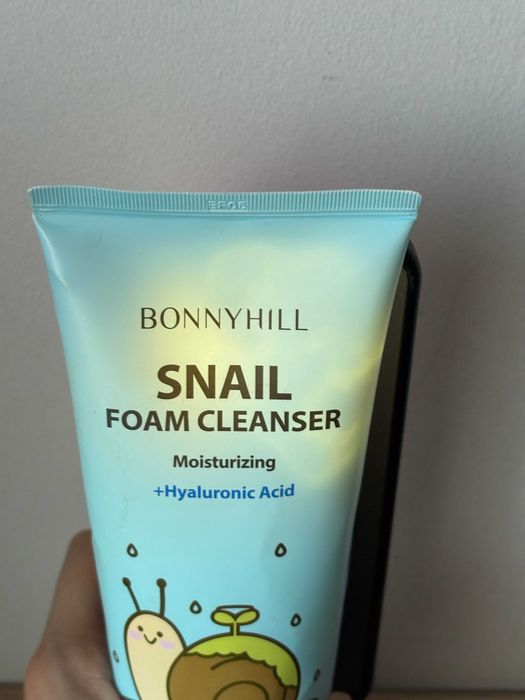 BONNYHILL
SNAIL
FOAM CLEANSER
Moisturizing
+Hyaluronic Acid